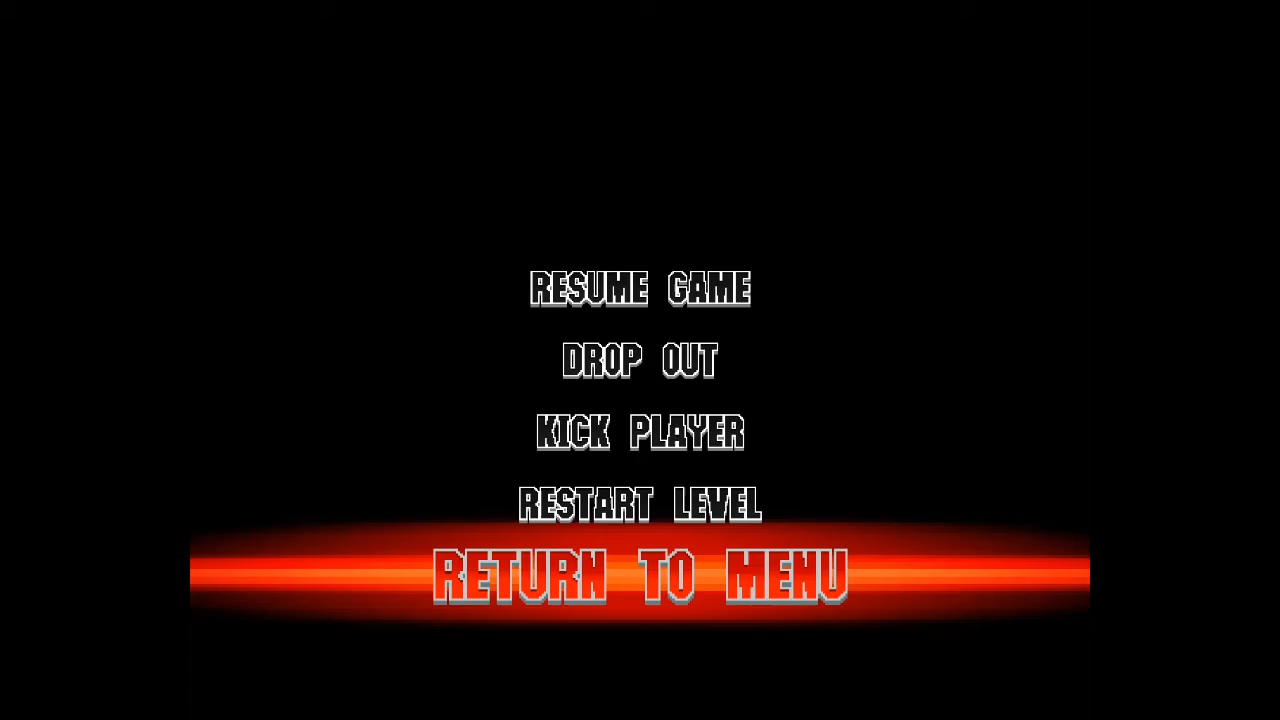 RESUME GAME
DROP OUT
KICK PLAYER
RESTART LEVEL
RETURN TO MENU